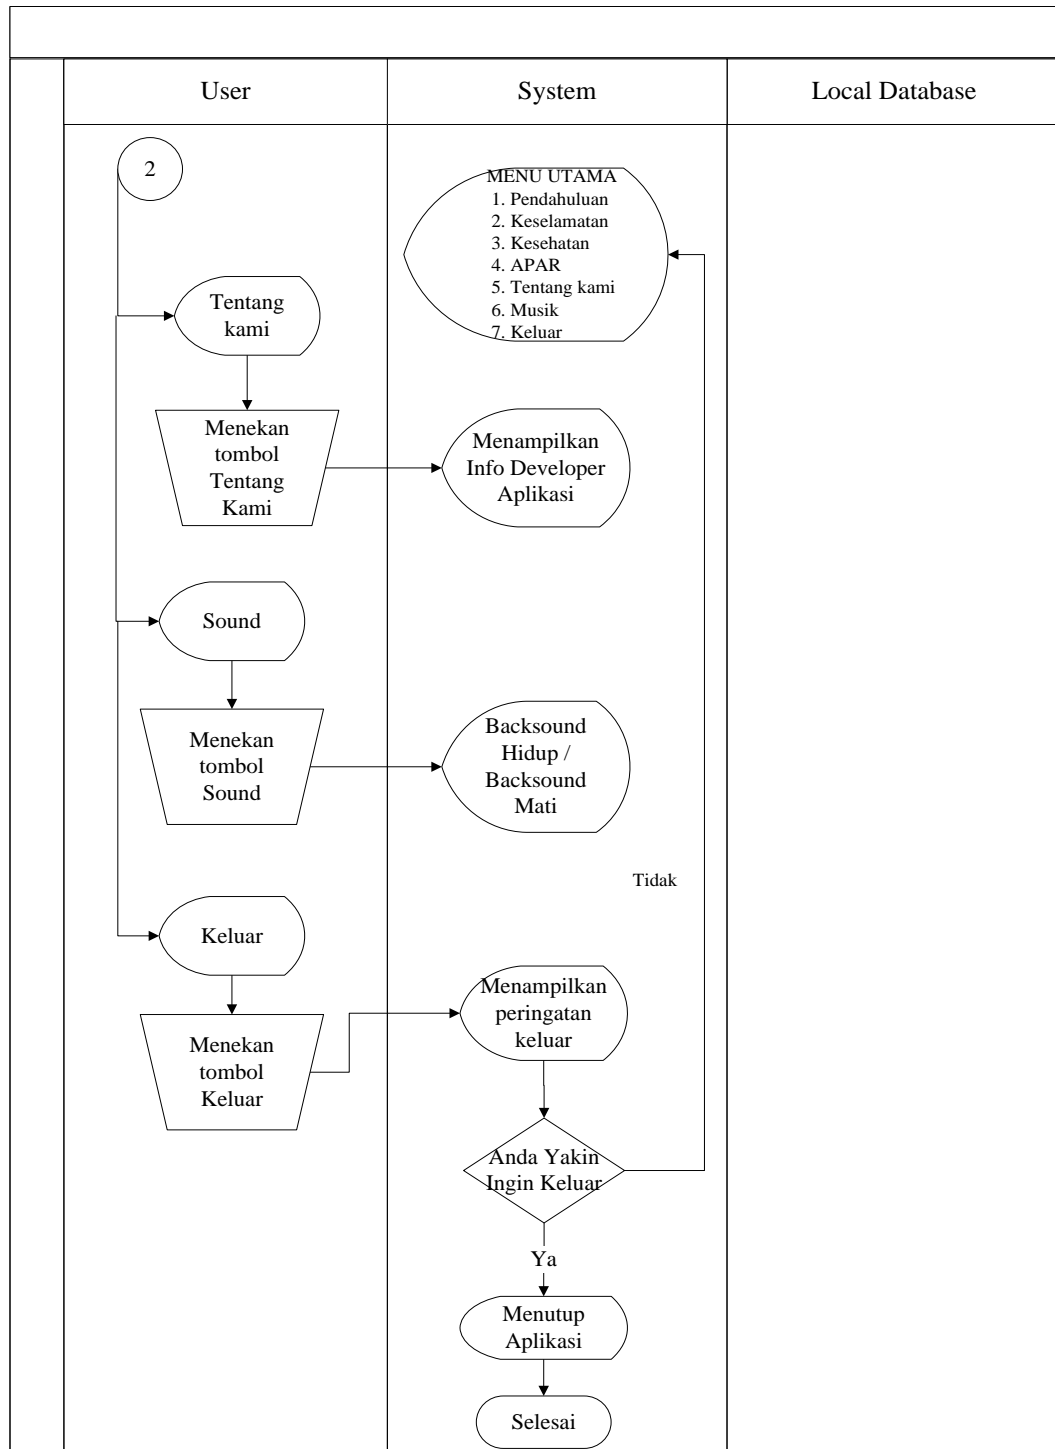 User
System
Local Database
2
MENU UTAMA
1. Pendahuluan
2. Keselamatan
3. Kesehatan
4. APAR
5. Tentang kami
6. Musik
7. Keluar
Tentang
kami
Menekan
tombol
Tentang
Kami
Menampilkan
Info Developer
Aplikasi
Sound
Menekan
tombol
Sound
Backsound
Hidup /
Backsound
Mati
Tidak
Keluar
Menampilkan
peringatan
keluar
Menekan
tombol
Keluar
Anda Yakin
Ingin Keluar
Ya
Menutup
Aplikasi
Selesai